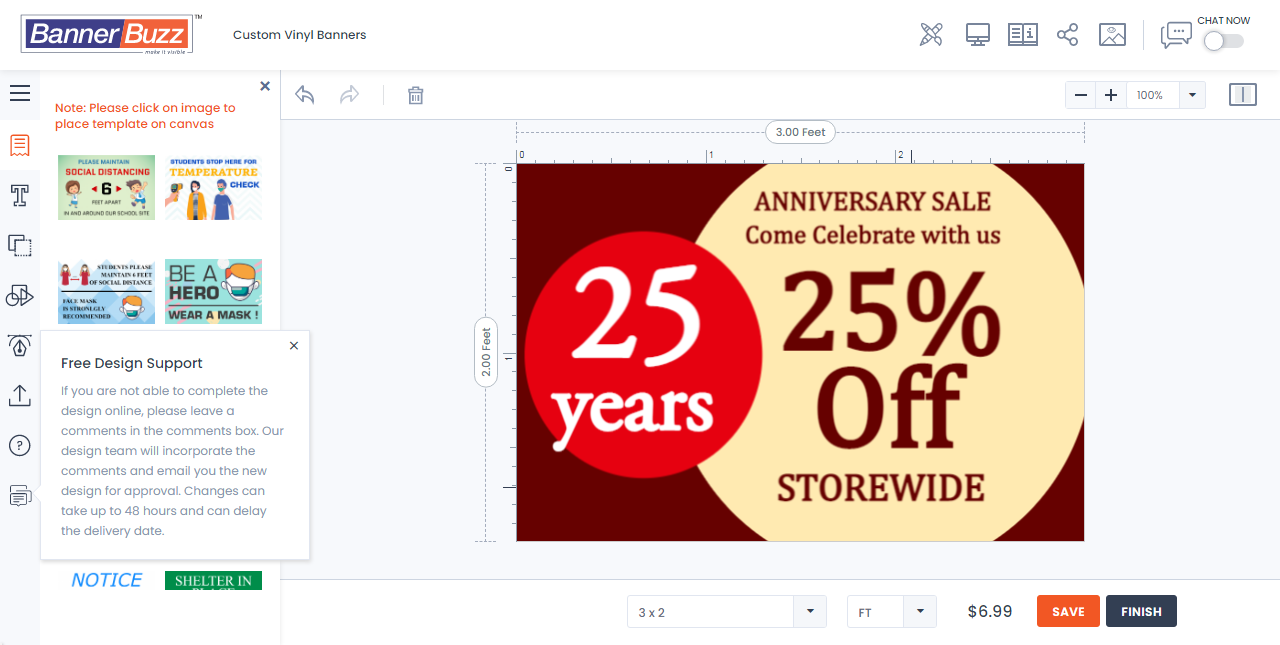 BannerBuzz™
make it visible
Custom Vinyl Banners
CHAT NOW
Note: Please click on image to
place template on canvas
100%
PLEASE MAINTAIN
SOCIAL DISTANCING
6
FEET APART
IN AND AROUND OUR SCHOOL SITE
STUDENTS STOP HERE FOR
TEMPERATURE
CHECK
STUDENTS PLEASE
MAINTAIN 6 FEET
OF SOCIAL DISTANCE
FACE MASK
IS STRONLGLY
RECOMMENDED
BE A
HERO
WEAR A MASK !
Free Design Support
If you are not able to complete the
design online, please leave a
comments in the comments box. Our
design team will incorporate the
comments and email you the new
design for approval. Changes can
take up to 48 hours and can delay
the delivery date.
NOTICE
SHELTER IN
PLACE
3.00 Feet
0 1 2
0
1
2.00 Feet
ANNIVERSARY SALE
Come Celebrate with us
25
years
25%
Off
STOREWIDE
3 x 2
FT
$6.99
SAVE
FINISH